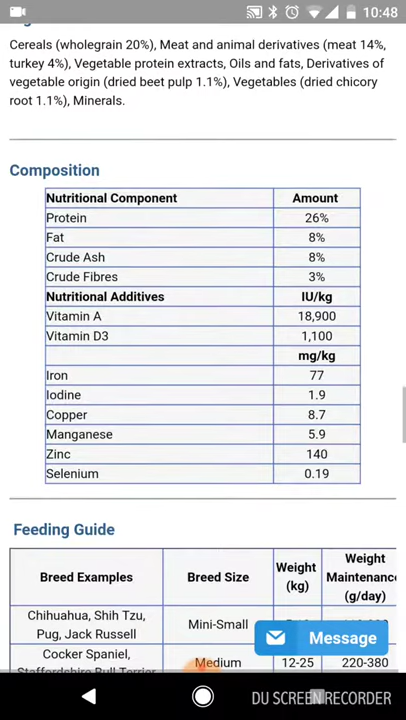 10:48
Cereals (wholegrain 20%), Meat and animal derivatives (meat 14%,
turkey 4%), Vegetable protein extracts, Oils and fats, Derivatives of
vegetable origin (dried beet pulp 1.1%), Vegetables (dried chicory
root 1.1%), Minerals.
Composition
Nutritional Component Amount
Protein 26%
Fat 8%
Crude Ash 8%
Crude Fibres 3%
Nutritional Additives IU/kg
Vitamin A 18,900
Vitamin D3 1,100
mg/kg
Iron 77
Iodine 1.9
Copper 8.7
Manganese 5.9
Zinc 140
Selenium 0.19
Feeding Guide
Breed Examples Breed Size Weight (kg) Weight Maintenance (g/day)
Chihuahua, Shih Tzu,
Pug, Jack Russell
Mini-Small
Message
Cocker Spaniel,
Staffordshire Bull Terrier
Medium 12-25 220-380
DU SCREEN RECORDER